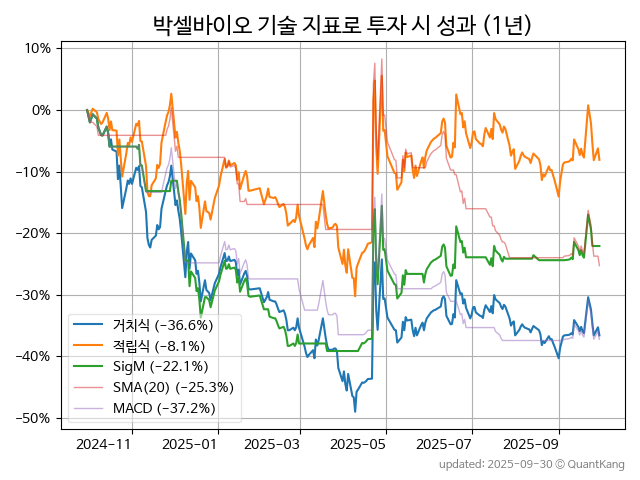 박셀바이오 기술 지표로 투자 시 성과 (1년)
10%
0%
−10%
−20%
−30%
−40%
−50%
거치식 (−36.6%)
적립식 (−8.1%)
SigM (−22.1%)
SMA(20) (−25.3%)
MACD (−37.2%)
2024−11
2025−01
2025−03
2025−05
2025−07
2025−09
updated: 2025-09-30 © QuantKang